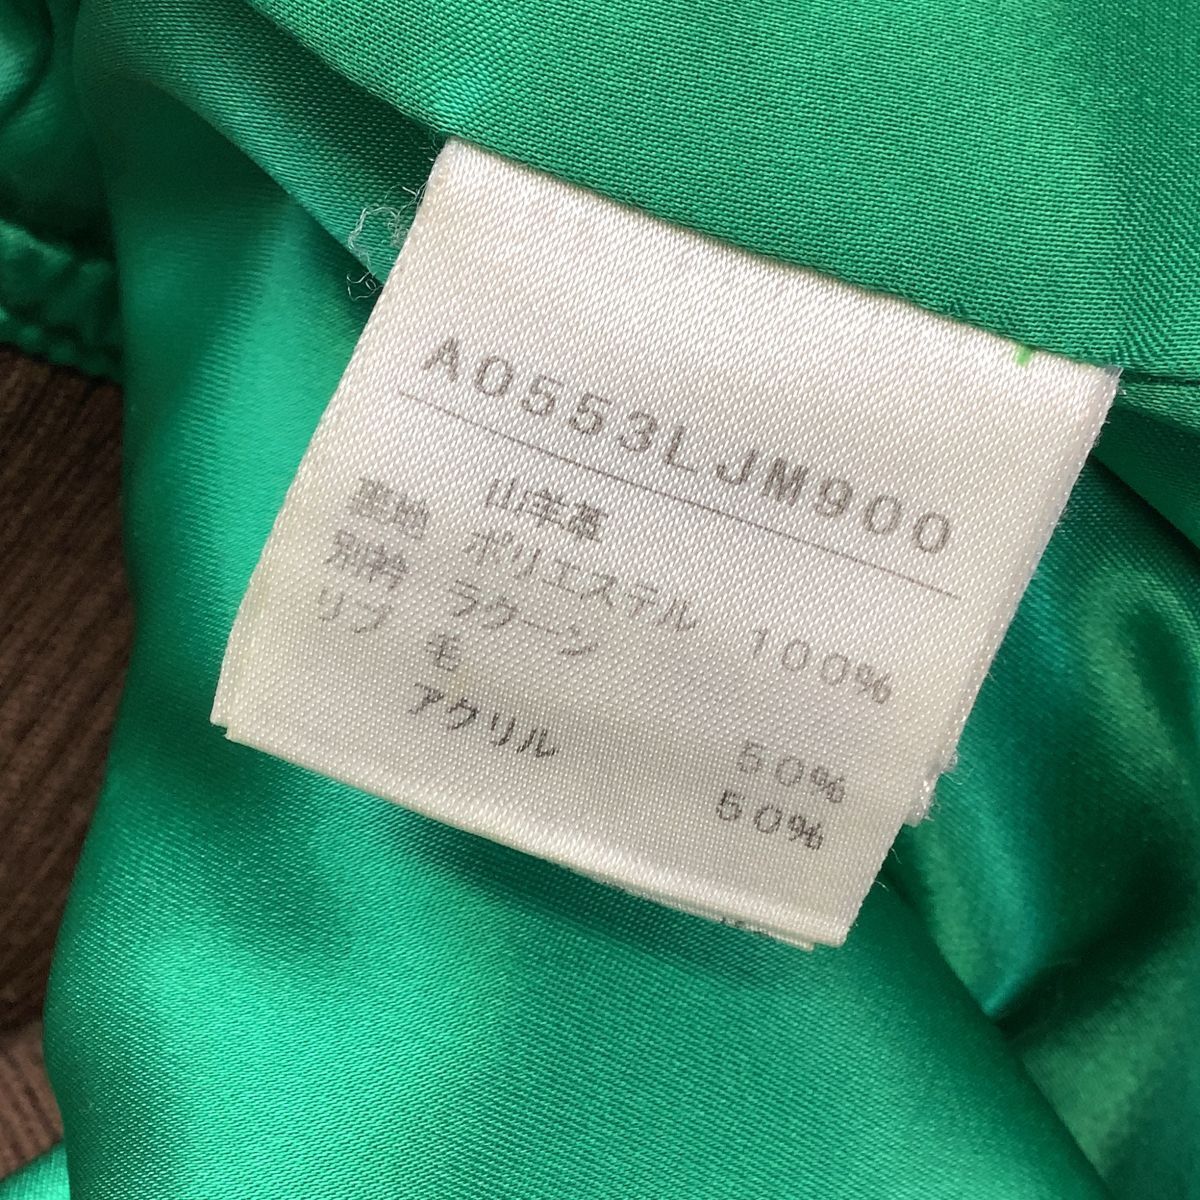 A0553LJM900
山羊革
裏地 ポリエステル 100%
別衿 ラクーン
リブ 毛 50%
アクリル 50%